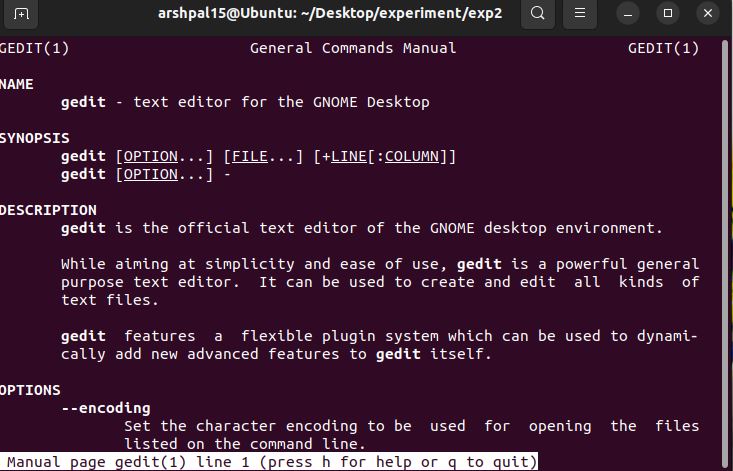 arshpal15@Ubuntu: ~/Desktop/experiment/exp2
GEDIT(1) General Commands Manual GEDIT(1)
NAME
gedit - text editor for the GNOME Desktop
SYNOPSIS
gedit [OPTION...] [FILE...] [+LINE[:COLUMN]]
gedit [OPTION...] -
DESCRIPTION
gedit is the official text editor of the GNOME desktop environment.
While aiming at simplicity and ease of use, gedit is a powerful general
purpose text editor. It can be used to create and edit all kinds of
text files.
gedit features a flexible plugin system which can be used to dynami-
cally add new advanced features to gedit itself.
OPTIONS
--encoding
Set the character encoding to be used for opening the files
listed on the command line.
Manual page gedit(1) line 1 (press h for help or q to quit)